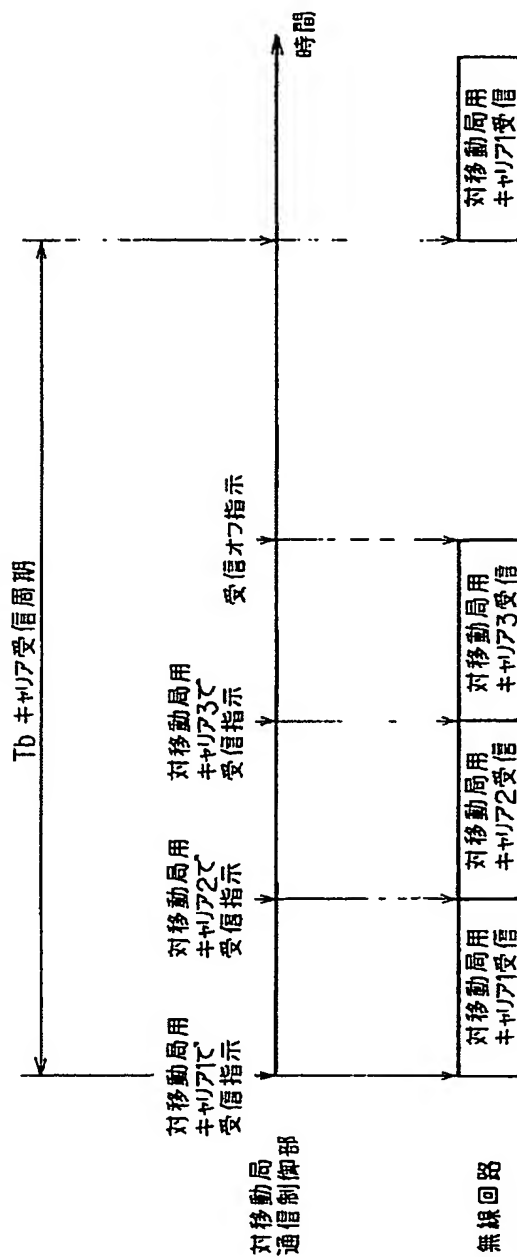 Tb キャリア受信周期
対移動局用
キャリア1で
受信指示
対移動局用
キャリア2で
受信指示
対移動局用
キャリア3で
受信指示
受信オフ指示
対移動局
通信制御部
時間
無線回路
対移動局用
キャリア1受信
対移動局用
キャリア2受信
対移動局用
キャリア3受信
対移動局用
キャリア1受信